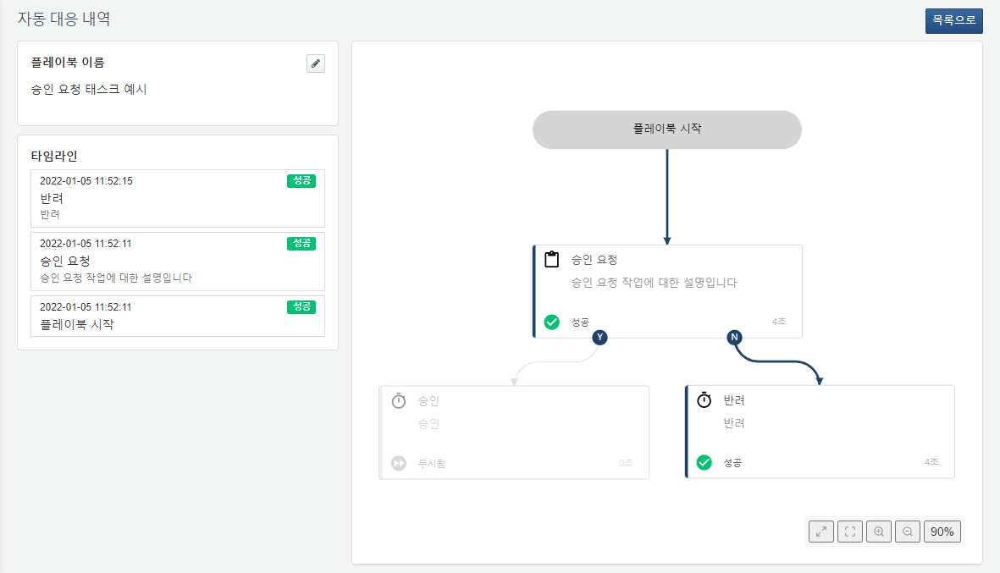 자동 대응 내역
목록으로
플레이북 이름
승인 요청 태스크 예시
타임라인
2022-01-05 11:52:15
성공
반려
반려
2022-01-05 11:52:11
성공
승인 요청
승인 요청 작업에 대한 설명입니다
2022-01-05 11:52:11
성공
플레이북 시작
플레이북 시작
승인 요청
승인 요청 작업에 대한 설명입니다
성공
4초
Y
N
승인
승인
무시됨
0초
반려
반려
성공
4초
90%